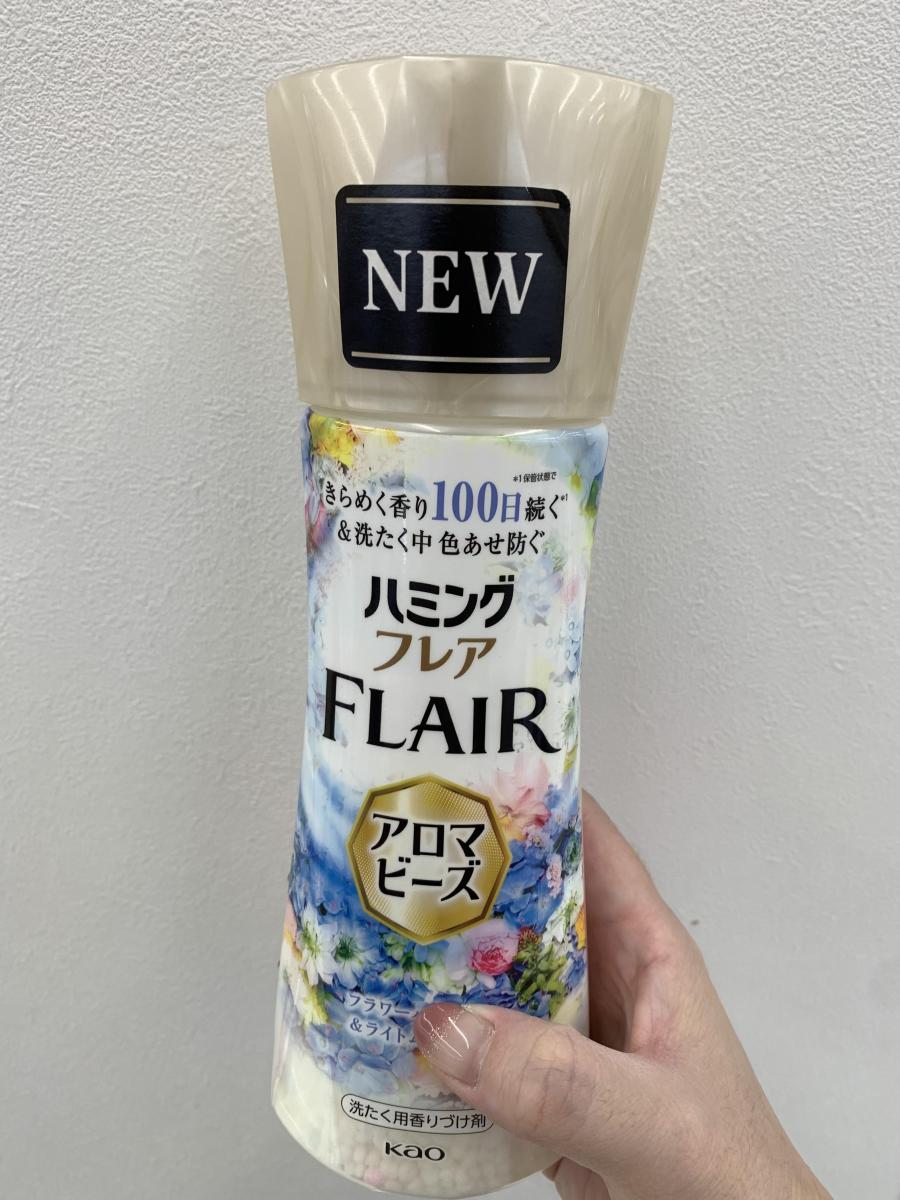 NEW
*1保管状態で
きらめく香り100日続く*1
&洗たく中 色あせ防ぐ
ハミング
フレア
FLAIR
アロマ
ビーズ
フラワー
&ライト
洗たく用香りづけ剤
Kao